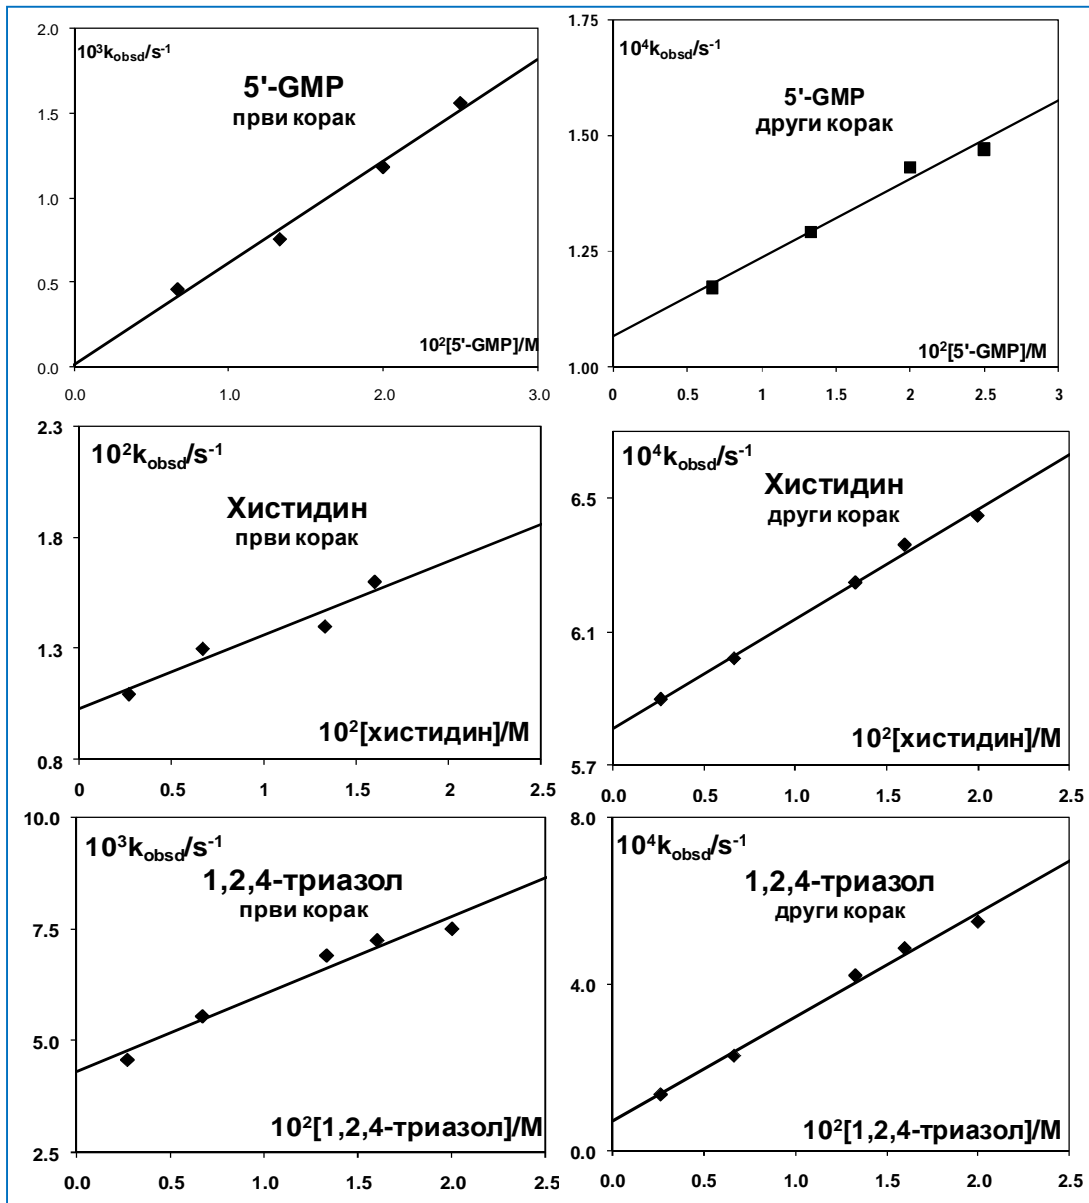 10³k_obsd/s⁻¹
5'-GMP
први корак
2.0
1.5
1.0
0.5
0.0
10²[5'-GMP]/M
0.0 1.0 2.0 3.0
10⁴k_obsd/s⁻¹
5'-GMP
други корак
1.75
1.50
1.25
1.00
10²[5'-GMP]/M
0 0.5 1 1.5 2 2.5 3
10²k_obsd/s⁻¹
Хистидин
први корак
2.3
1.8
1.3
0.8
10²[хистидин]/М
0 0.5 1 1.5 2 2.5
10⁴k_obsd/s⁻¹
Хистидин
други корак
6.5
6.1
5.7
10²[хистидин]/М
0.0 0.5 1.0 1.5 2.0 2.5
10³k_obsd/s⁻¹
1,2,4-триазол
први корак
10.0
7.5
5.0
2.5
10²[1,2,4-триазол]/М
0.0 0.5 1.0 1.5 2.0 2.5
10⁴k_obsd/s⁻¹
1,2,4-триазол
други корак
8.0
4.0
0.0
10²[1,2,4-триазол]/М
0.0 0.5 1.0 1.5 2.0 2.5